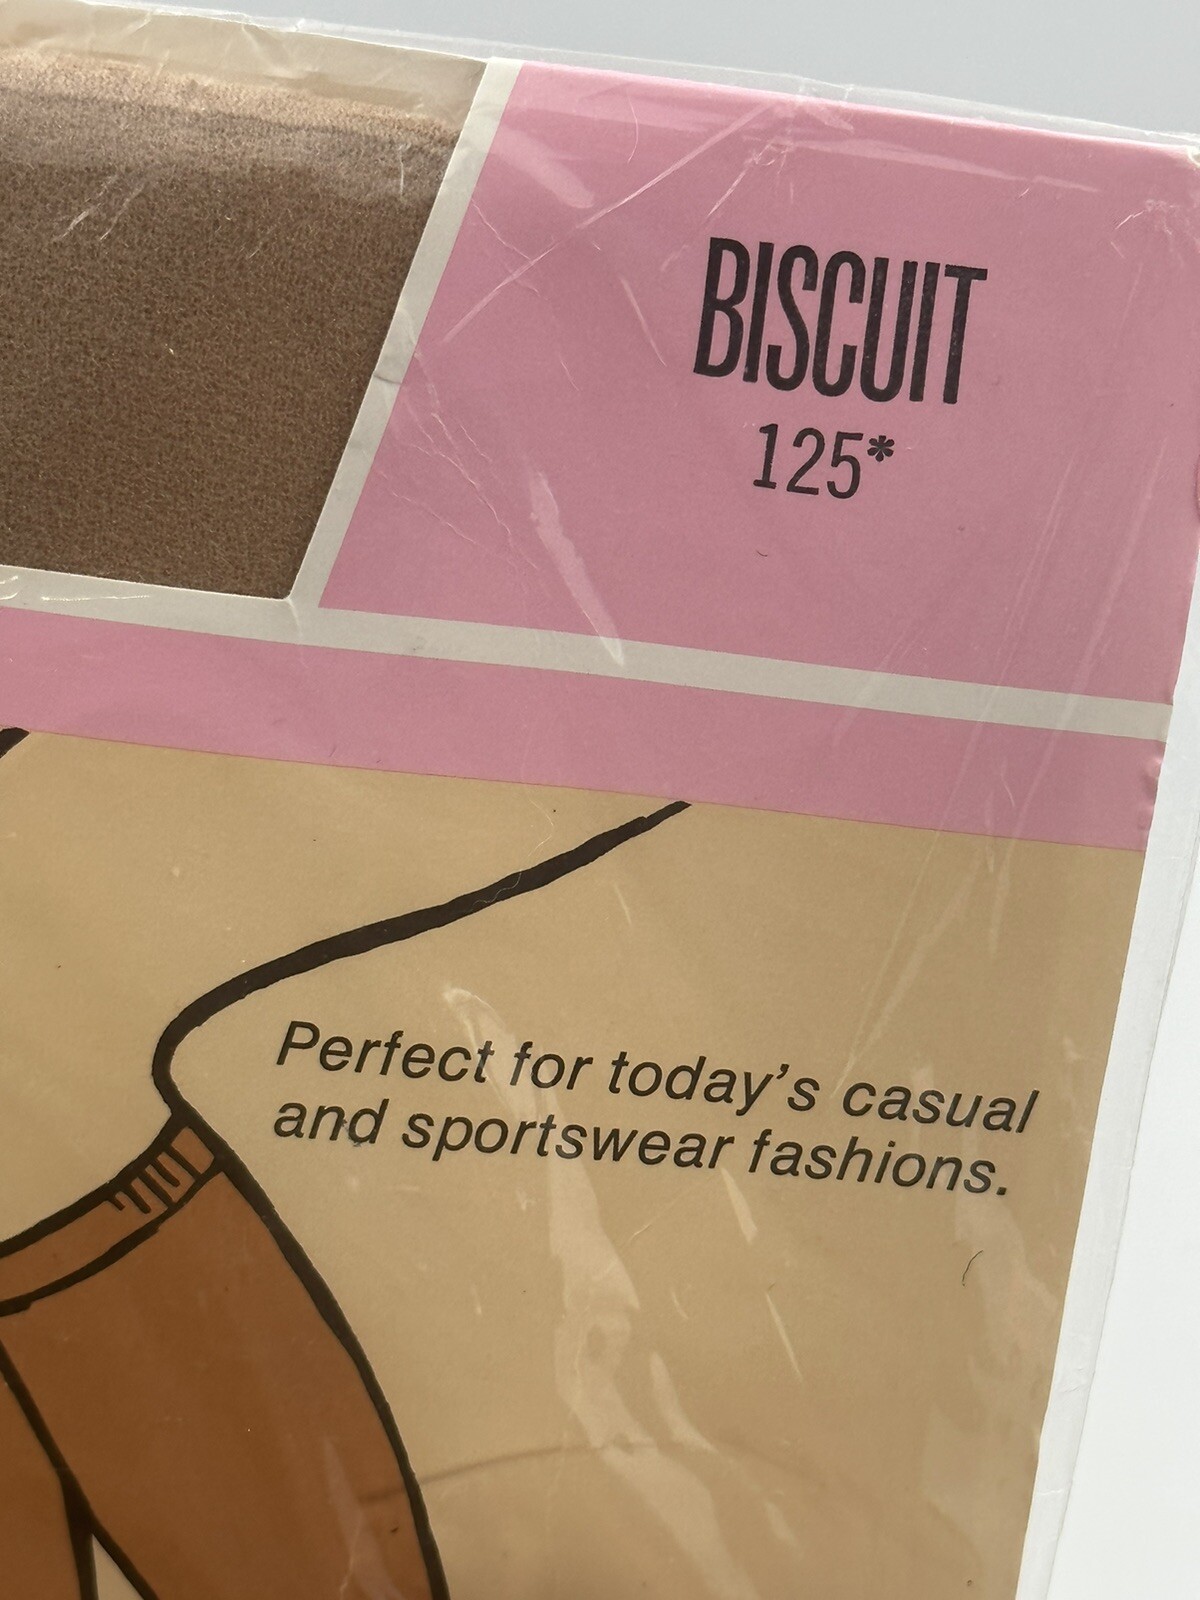 BISCUIT
125*
Perfect for today's casual
and sportswear fashions.